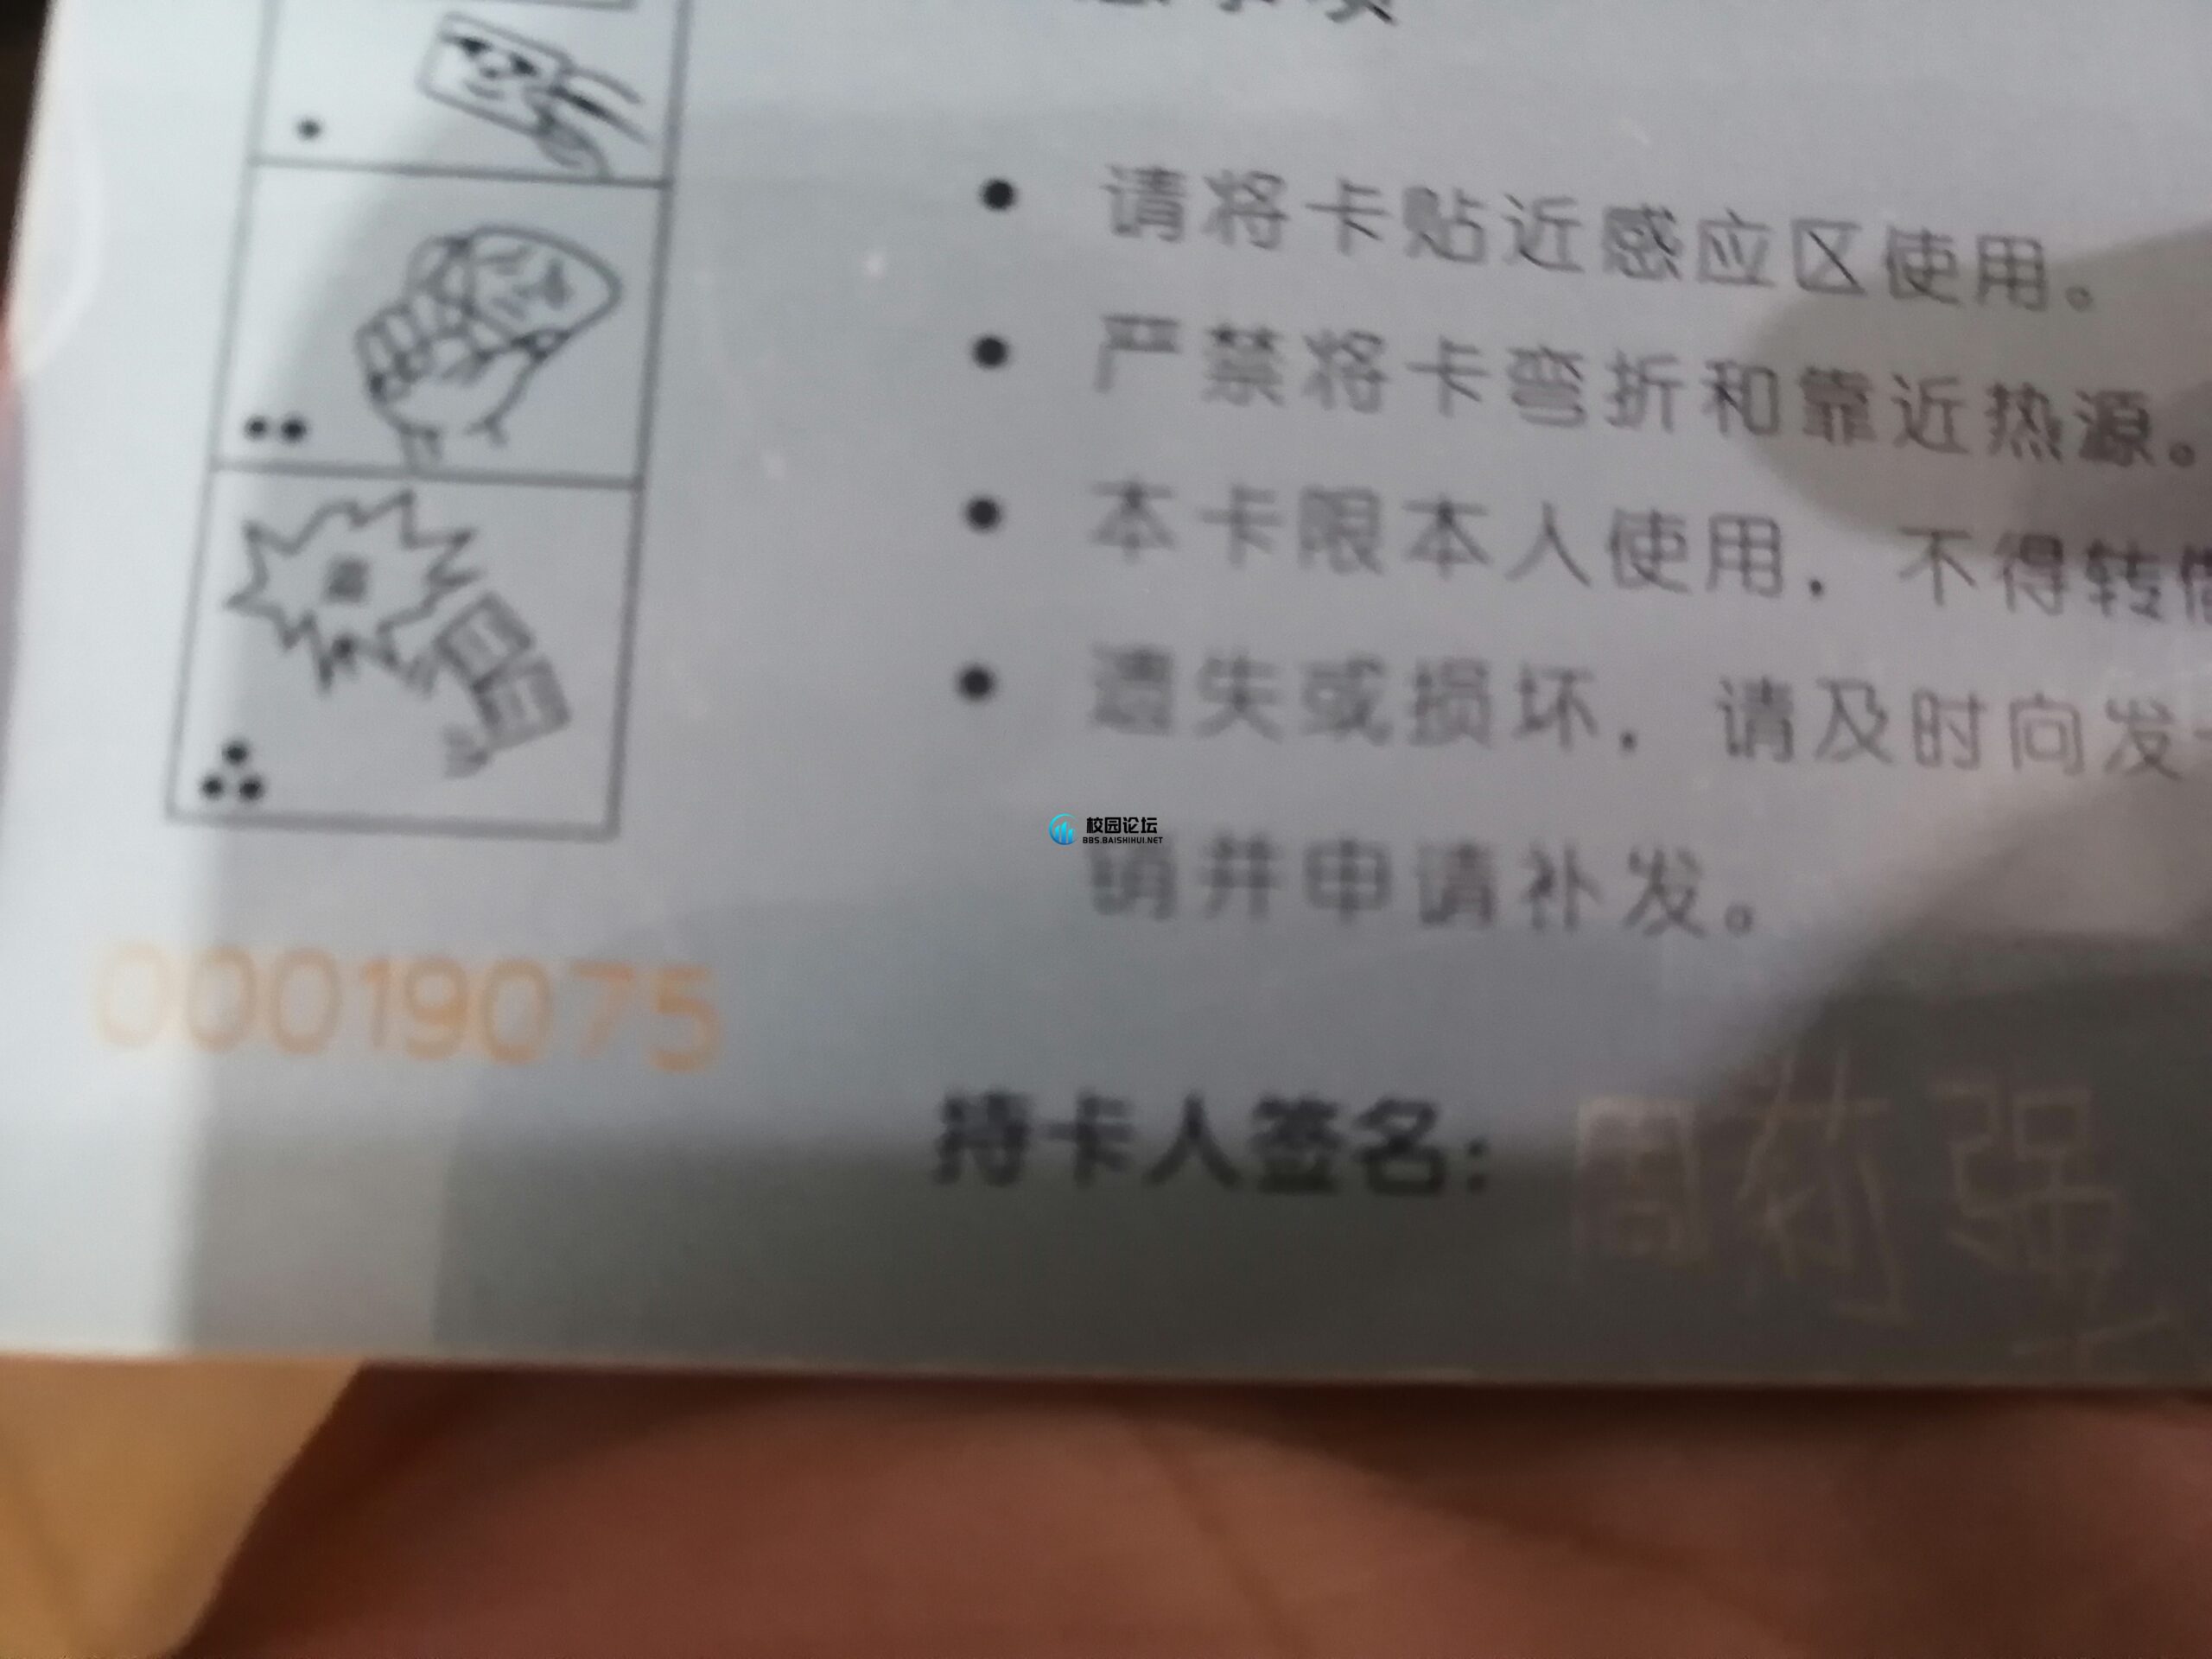 请将卡贴近感应区使用。
严禁将卡弯折和靠近热源。
本卡限本人使用，不得转借
遗失或损坏，请及时向发
校园论坛
BBS.BAISHIHUI.NET
明并申请补发。
00019075
持卡人签名：周 强